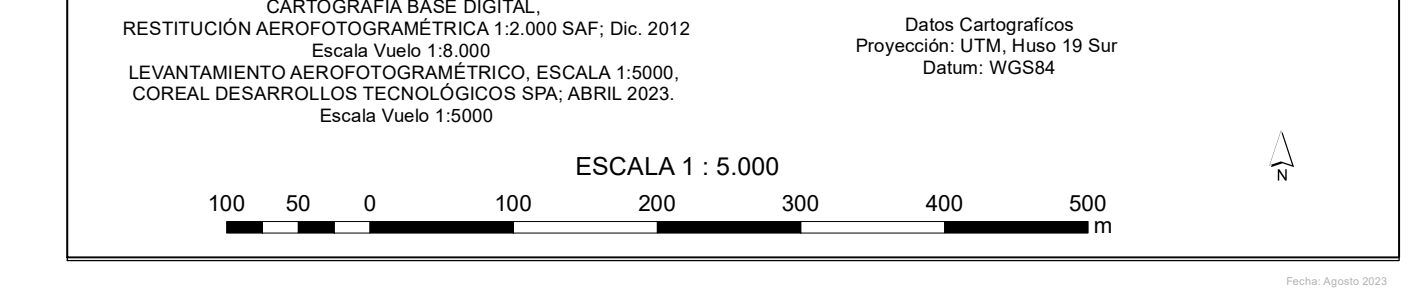 CARTOGRAFÍA BASE DIGITAL,
RESTITUCIÓN AEROFOTOGRAMÉTRICA 1:2.000 SAF; Dic. 2012
Escala Vuelo 1:8.000
LEVANTAMIENTO AEROFOTOGRAMÉTRICO, ESCALA 1:5000,
COREAL DESARROLLOS TECNOLÓGICOS SPA; ABRIL 2023.
Escala Vuelo 1:5000
Datos Cartografícos
Proyección: UTM, Huso 19 Sur
Datum: WGS84
ESCALA 1 : 5.000
N
100 50 0 100 200 300 400 500
m
Fecha: Agosto 2023